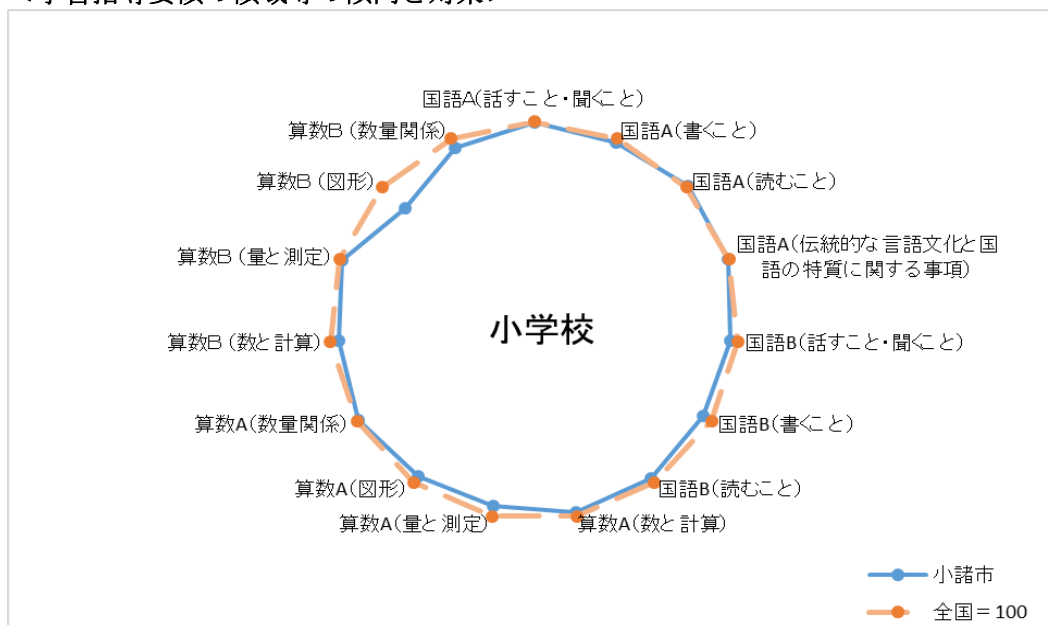 国語A(話すこと・聞くこと)
算数B (数量関係)
国語A(書くこと)
算数B (図形)
国語A(読むこと)
算数B (量と測定)
国語A(伝統的な言語文化と国
語の特質に関する事項)
小学校
算数B (数と計算)
国語B(話すこと・聞くこと)
算数A(数量関係)
国語B(書くこと)
算数A(図形)
国語B(読むこと)
算数A(量と測定)
算数A(数と計算)
小諸市
全国=100